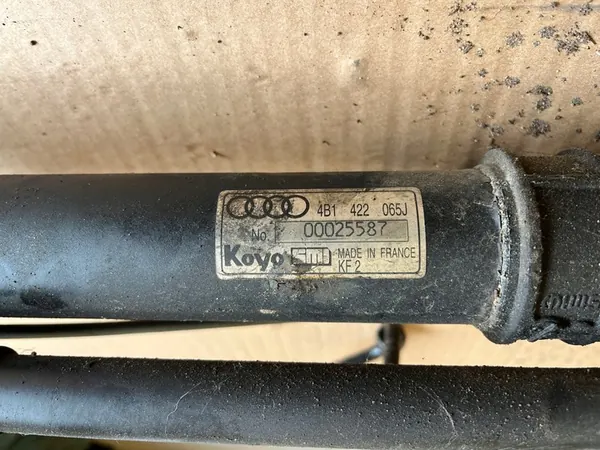 4B1 422 065J
No. 00025587
Koyo MADE IN FRANCE
KF2